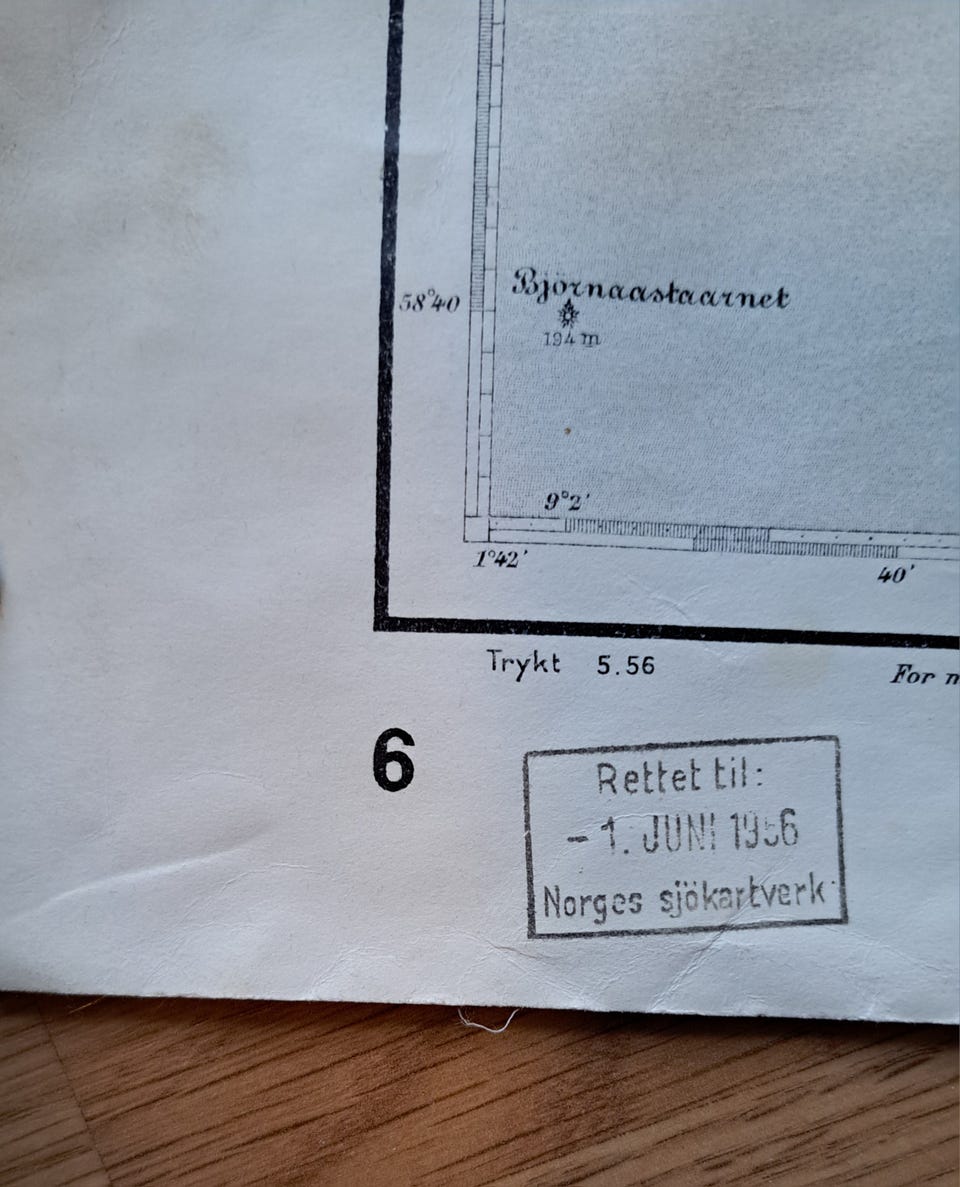 Björnaastaarnet
58°40
194 m
9°2'
1°42'
40'
Trykt 5.56
For
6
Rettet til:
- 1. JUNI 1956
Norges sjökartverk